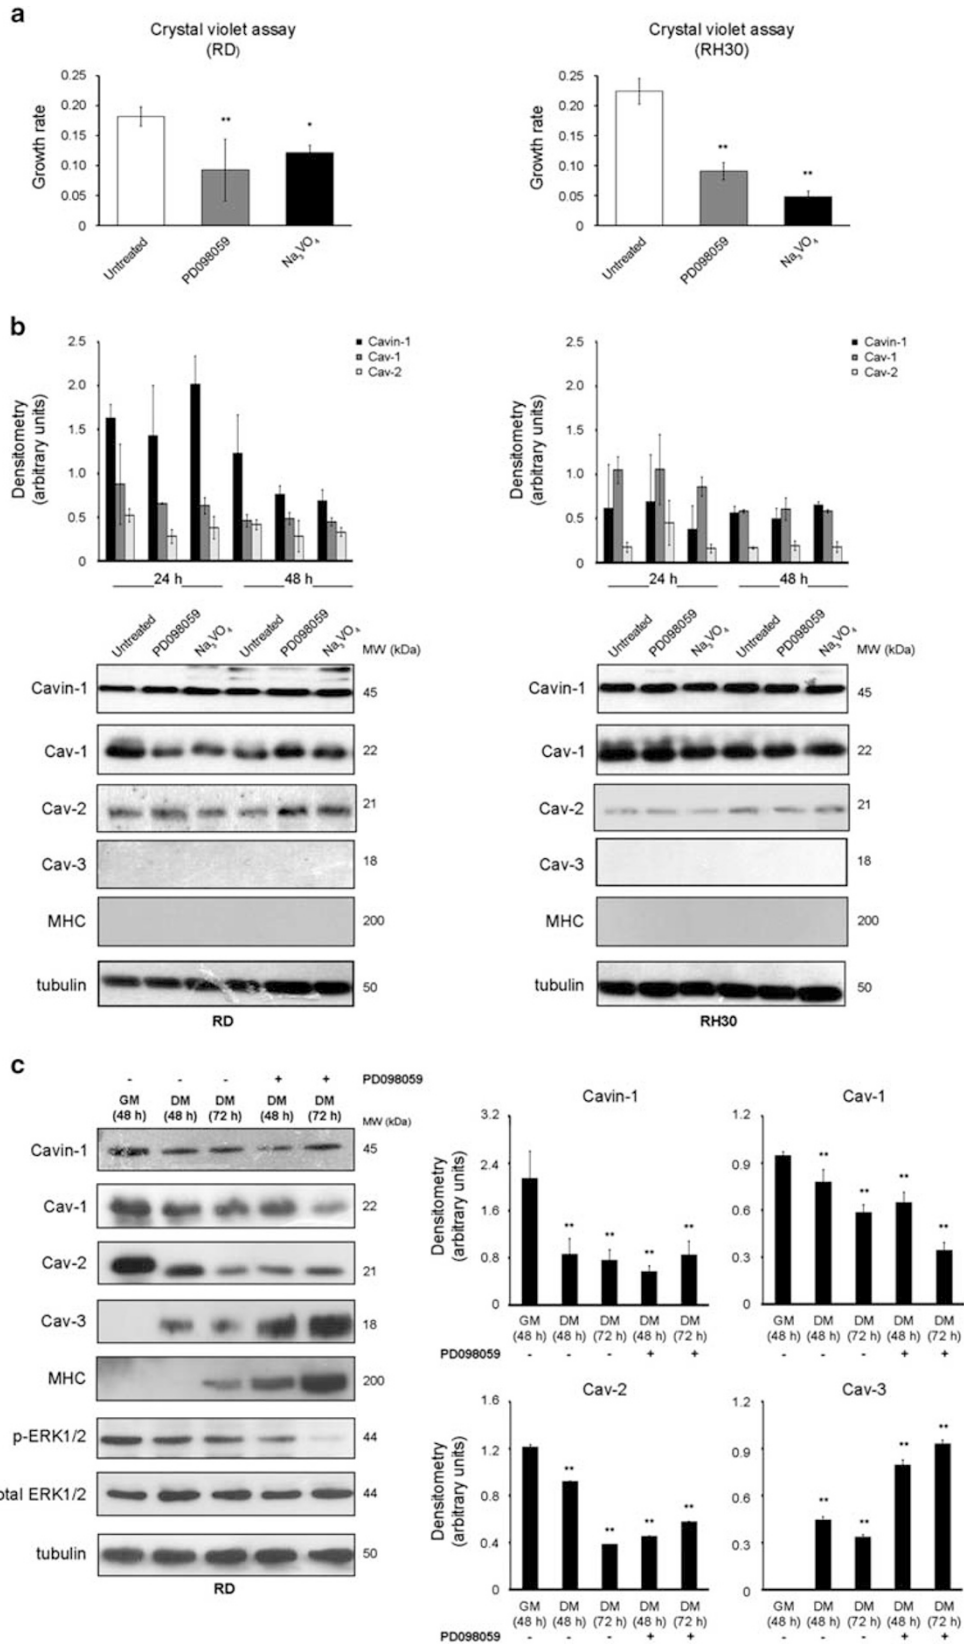 a
Crystal violet assay
(RD)
Growth rate
0.25
0.20
0.15
0.10
0.05
0
**
*
Untreated
PD098059
Na3VO4
Crystal violet assay
(RH30)
Growth rate
0.25
0.20
0.15
0.10
0.05
0
**
**
Untreated
PD098059
Na3VO4
b
Densitometry
(arbitrary units)
2.5
2.0
1.5
1.0
0.5
0
Cavin-1
Cav-1
Cav-2
24 h
48 h
Untreated
PD098059
Na3VO4
Untreated
PD098059
Na3VO4
MW (kDa)
Cavin-1
45
Cav-1
22
Cav-2
21
Cav-3
18
MHC
200
tubulin
50
RD
Densitometry
(arbitrary units)
2.5
2.0
1.5
1.0
0.5
0
Cavin-1
Cav-1
Cav-2
24 h
48 h
Untreated
PD098059
Na3VO4
Untreated
PD098059
Na3VO4
MW (kDa)
Cavin-1
45
Cav-1
22
Cav-2
21
Cav-3
18
MHC
200
tubulin
50
RH30
c
- - - + + PD098059
GM DM DM DM DM
(48 h) (48 h) (72 h) (48 h) (72 h)
MW (kDa)
Cavin-1
45
Cav-1
22
Cav-2
21
Cav-3
18
MHC
200
p-ERK1/2
44
otal ERK1/2
44
tubulin
50
RD
Cavin-1
Densitometry
(arbitrary units)
3.2
2.4
1.6
0.8
0
** ** ** **
GM DM DM DM DM
(48 h) (48 h) (72 h) (48 h) (72 h)
PD098059 - - - + +
Cav-1
1.2
0.9
0.6
0.3
0
** ** ** **
GM DM DM DM DM
(48 h) (48 h) (72 h) (48 h) (72 h)
- - - + +
Cav-2
Densitometry
(arbitrary units)
1.6
1.2
0.8
0.4
0
** ** ** **
GM DM DM DM DM
(48 h) (48 h) (72 h) (48 h) (72 h)
PD098059 - - - + +
Cav-3
1.2
0.9
0.6
0.3
0
** ** ** **
GM DM DM DM DM
(48 h) (48 h) (72 h) (48 h) (72 h)
- - - + +